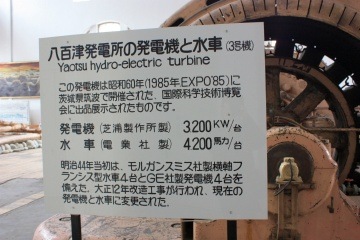 八百津発電所の発電機と水車(3号機)
Yaotsu hydro-electric turbine
この発電機は昭和60年(1985年EXPO'85)に
茨城県筑波で開催された、国際科学技術博覧
会に出品展示されたものです。
発電機(芝浦製作所製) 3.200 KW/台
水車(電業社製) 4.200 馬力/台
明治44年当初は、モルガンスミス社製横軸フ
ランシス型水車4台とGE社製発電機4台を
備えた。大正12年改造工事が行われ、現在の
発電機と水車に変更された。